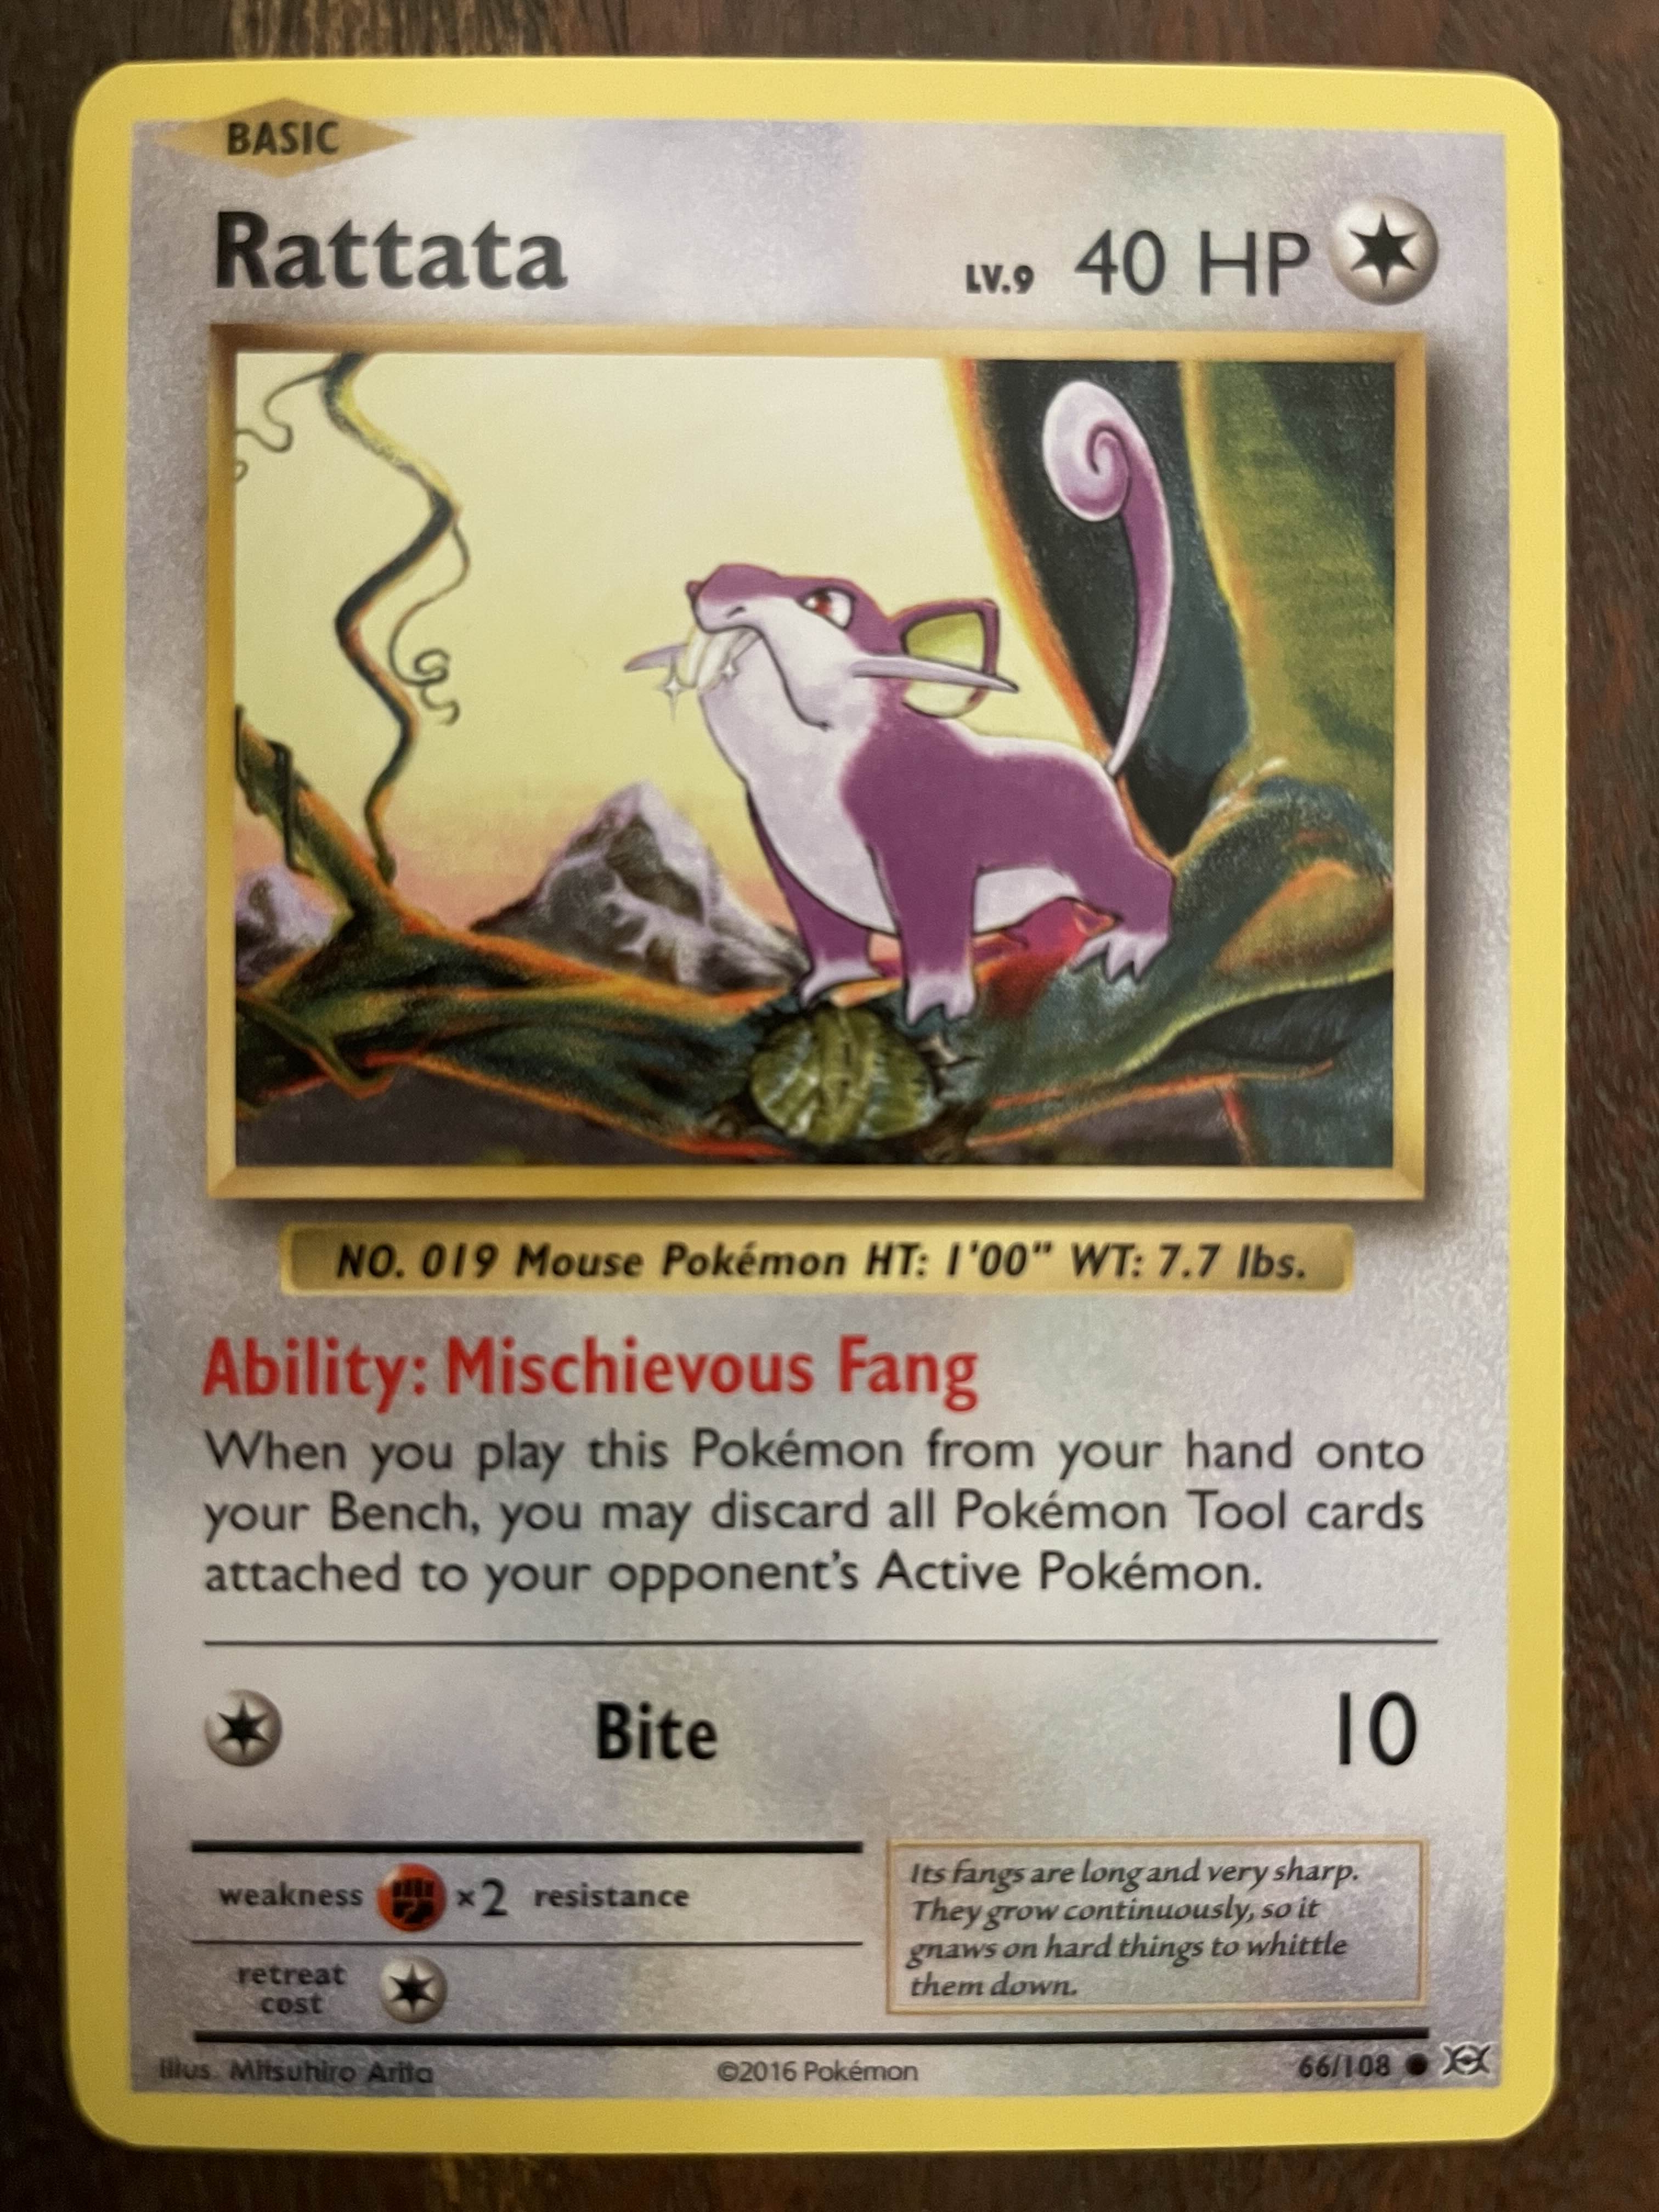 BASIC
Rattata LV.9 40 HP
NO. 019 Mouse Pokémon HT: 1'00" WT: 7.7 lbs.
Ability: Mischievous Fang
When you play this Pokémon from your hand onto
your Bench, you may discard all Pokémon Tool cards
attached to your opponent's Active Pokémon.
Bite 10
weakness ×2 resistance
retreat
cost
Its fangs are long and very sharp.
They grow continuously, so it
gnaws on hard things to whittle
them down.
Illus. Mitsuhiro Arita ©2016 Pokémon 66/108